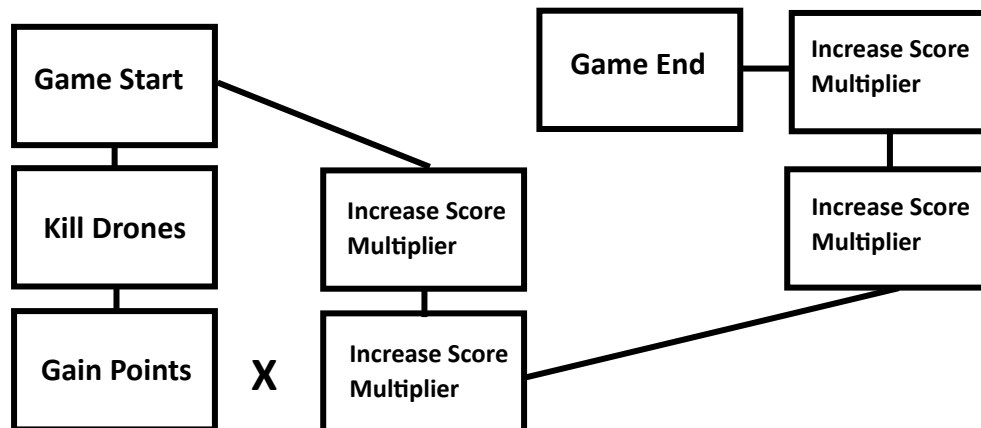 Game Start
Kill Drones
Gain Points
X
Increase Score
Multiplier
Increase Score
Multiplier
Game End
Increase Score
Multiplier
Increase Score
Multiplier